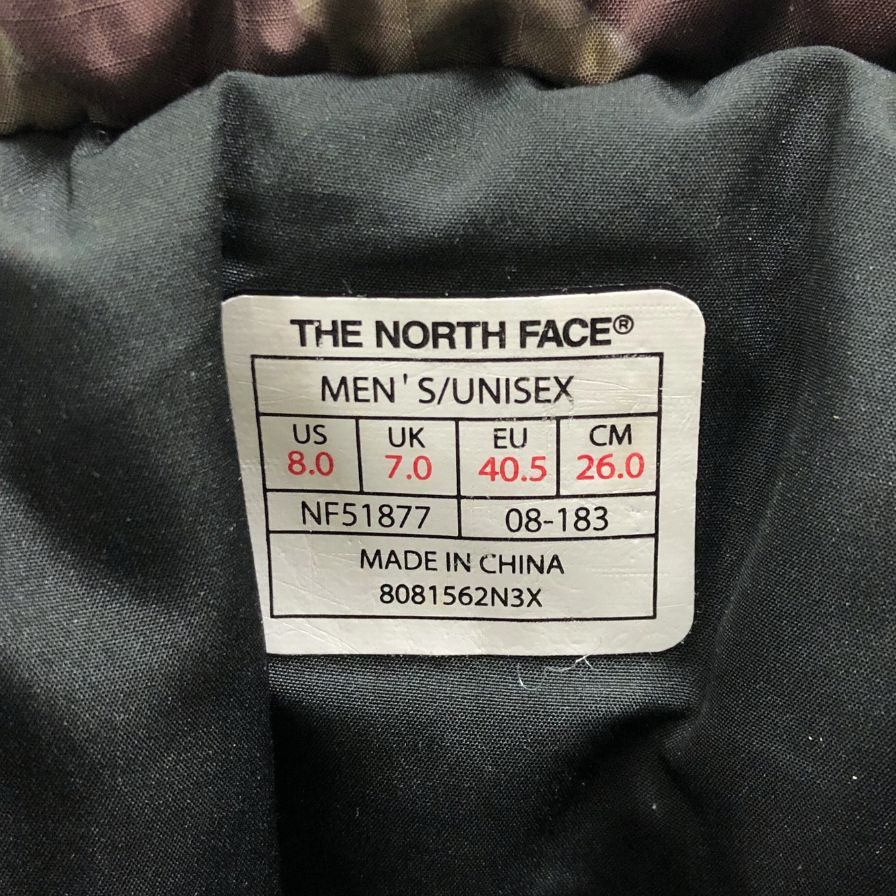 THE NORTH FACE®
MEN'S/UNISEX
US UK EU CM
8.0 7.0 40.5 26.0
NF51877 08-183
MADE IN CHINA
8081562N3X